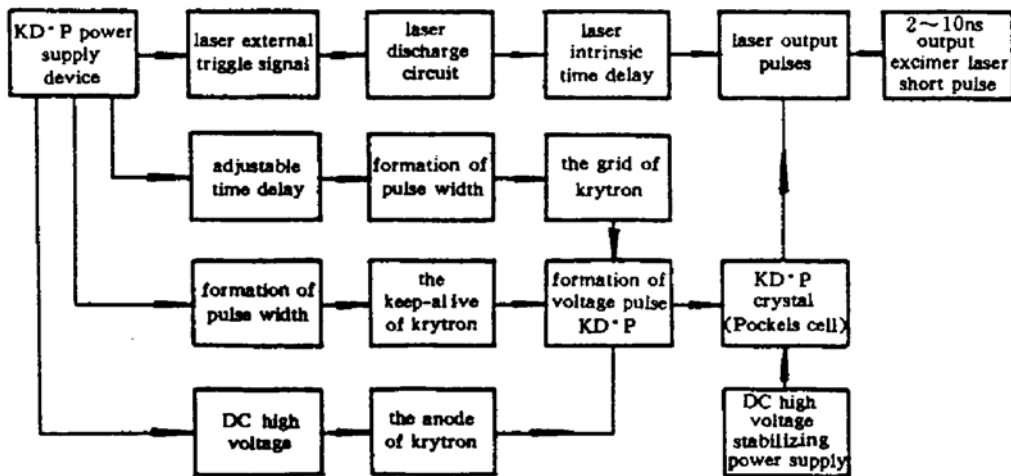 KD*P power
supply
device
laser external
triggle signal
laser
discharge
circuit
laser
intrinsic
time delay
laser output
pulses
2~10ns
output
excimer laser
short pulse
adjustable
time delay
formation of
pulse width
the grid of
krytron
formation of
pulse width
the
keep-alive
of krytron
formation of
voltage pulse
KD*P
KD*P
crystal
(Pockels cell)
DC high
voltage
the anode
of krytron
DC high
voltage
stabilizing
power supply